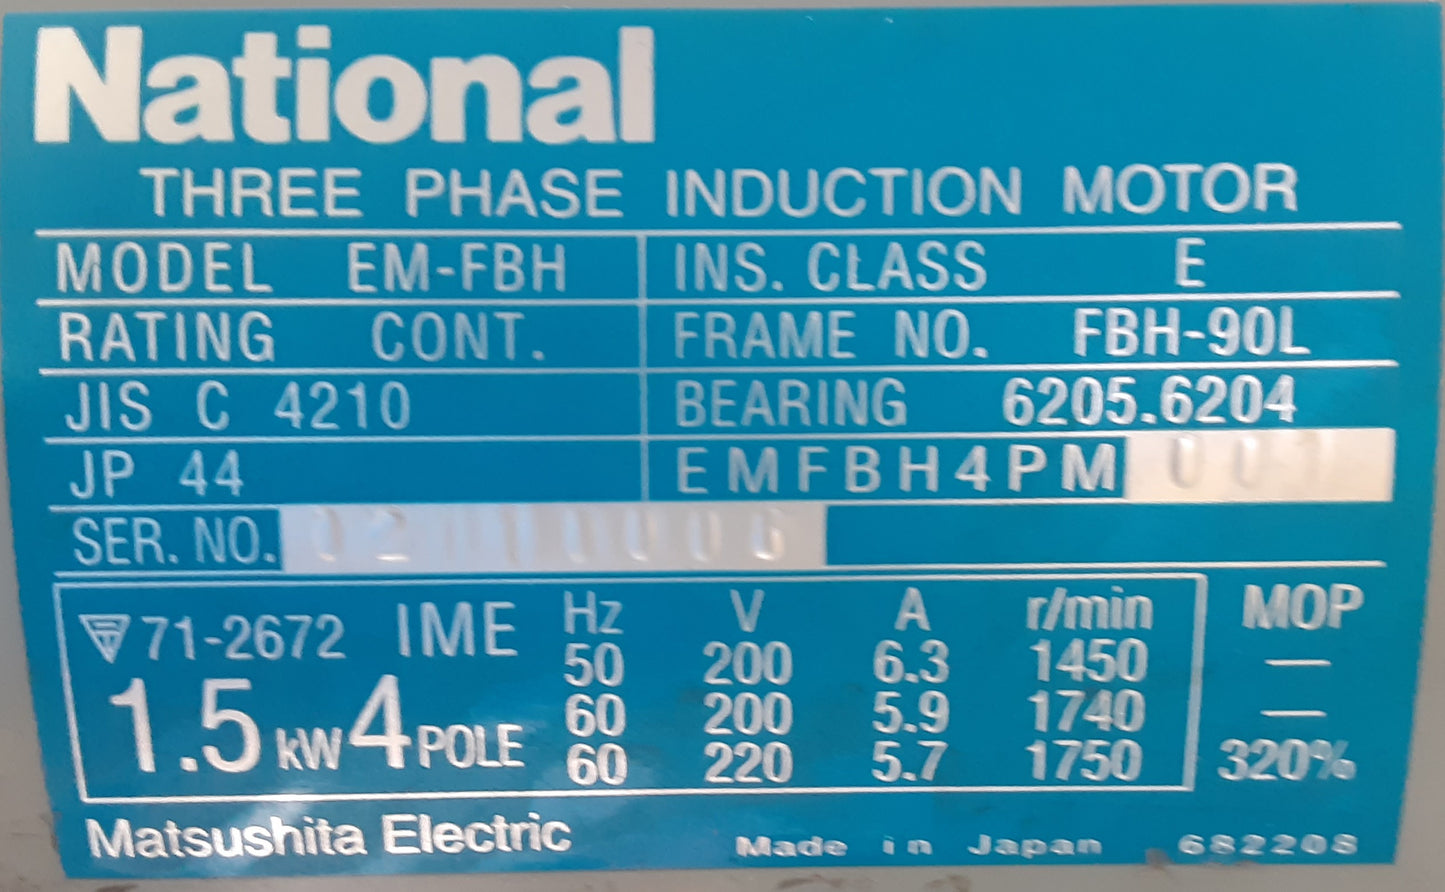 National
THREE PHASE INDUCTION MOTOR
MODEL EM-FBH INS. CLASS E
RATING CONT. FRAME NO. FBH-90L
JIS C 4210 BEARING 6205.6204
JP 44 EMFBH4PM
SER. NO.
71-2672 IME Hz V A r/min MOP
50 200 6.3 1450 —
1.5 kW 4 POLE 60 200 5.9 1740 —
60 220 5.7 1750 320%
Matsushita Electric Made in Japan 682208